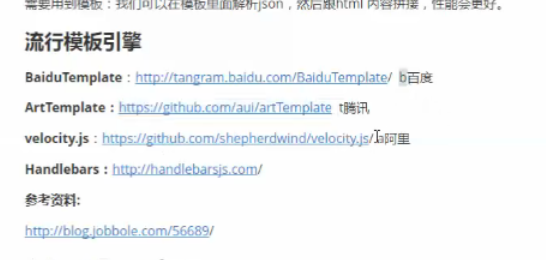 需要用到模板：我们可以在模板里面解析json，然后跟html 内容拼接，性能会更好。
流行模板引擎
BaiduTemplate：http://tangram.baidu.com/BaiduTemplate/ b百度
ArtTemplate：https://github.com/aui/artTemplate t腾讯
velocity.js：https://github.com/shepherdwind/velocity.js/ a阿里
Handlebars：http://handlebarsjs.com/
参考资料:
http://blog.jobbole.com/56689/